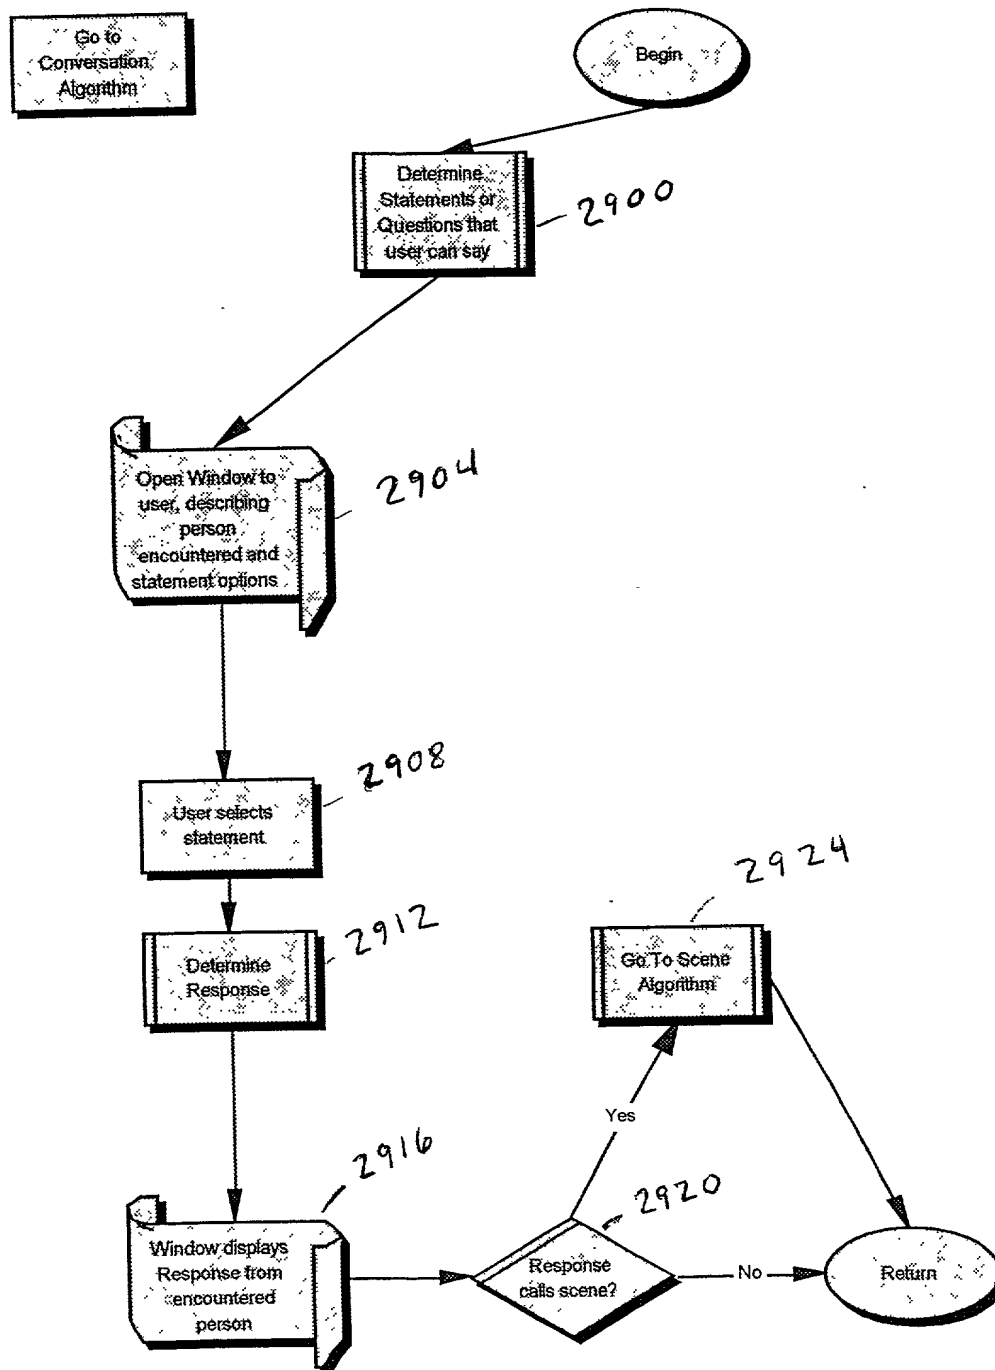 Go to
Conversation
Algorithm
Begin
Determine
Statements or
Questions that
user can say
2900
Open Window to
user, describing
person
encountered and
statement options
2904
User selects
statement
2908
Determine
Response
2912
Window displays
Response from
encountered
person
2916
Response
calls scene?
2920
Yes
Go To Scene
Algorithm
2924
No
Return